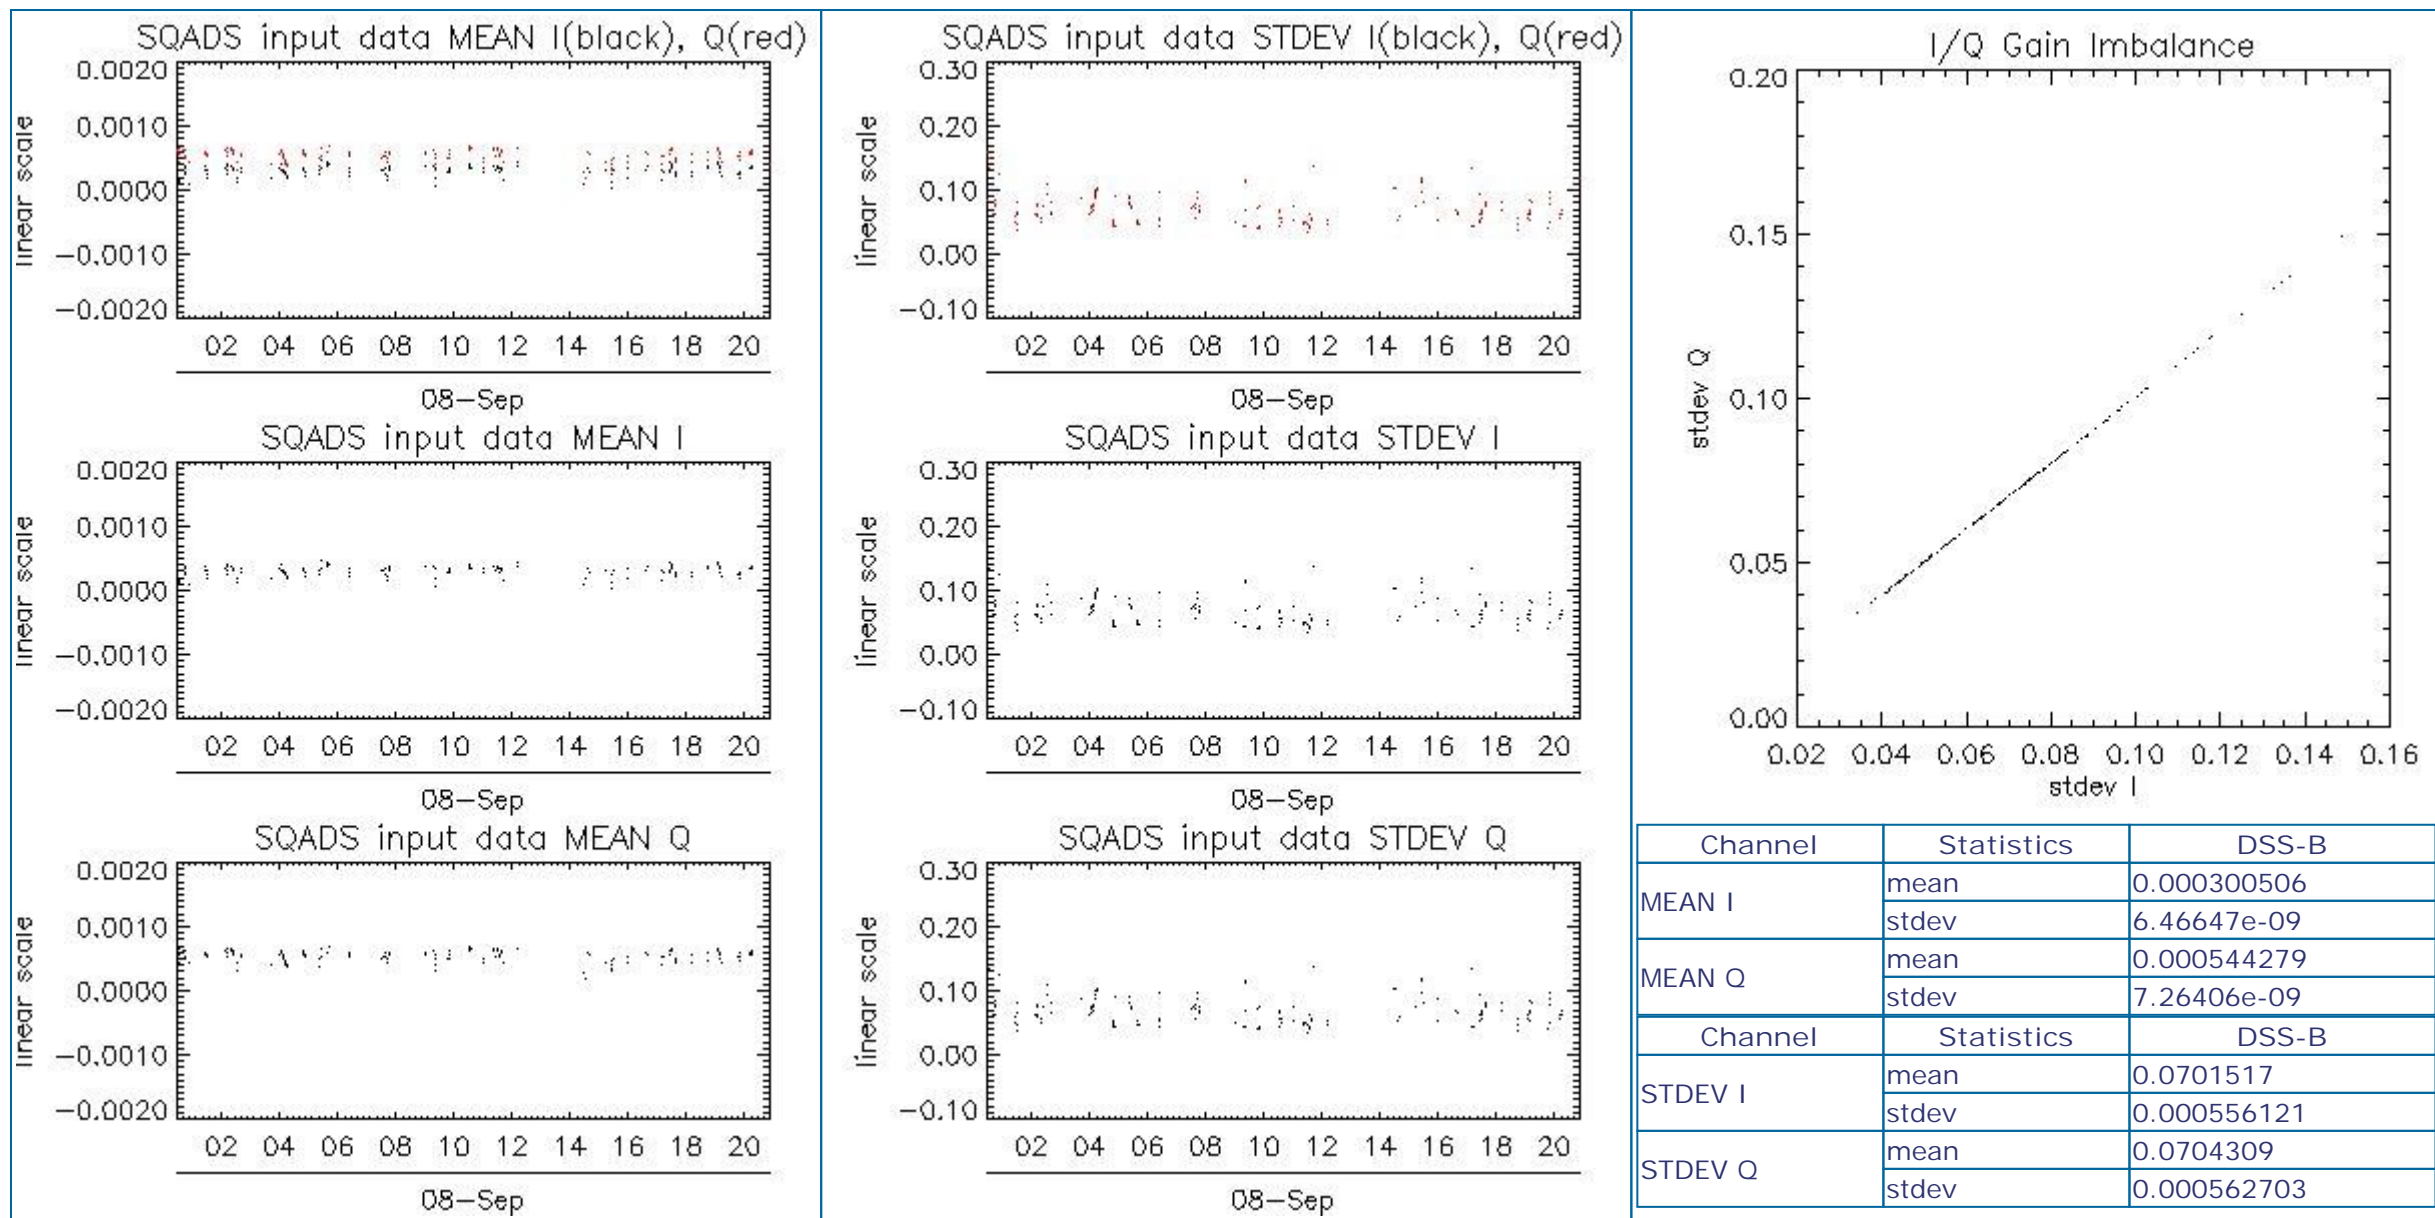 SQADS input data MEAN I(black), Q(red)
0.0020
0.0010
0.0000
-0.0010
-0.0020
linear scale
02 04 06 08 10 12 14 16 18 20
08-Sep
SQADS input data MEAN I
0.0020
0.0010
0.0000
-0.0010
-0.0020
linear scale
02 04 06 08 10 12 14 16 18 20
08-Sep
SQADS input data MEAN Q
0.0020
0.0010
0.0000
-0.0010
-0.0020
linear scale
02 04 06 08 10 12 14 16 18 20
08-Sep
SQADS input data STDEV I(black), Q(red)
0.30
0.20
0.10
0.00
-0.10
linear scale
02 04 06 08 10 12 14 16 18 20
08-Sep
SQADS input data STDEV I
0.30
0.20
0.10
0.00
-0.10
linear scale
02 04 06 08 10 12 14 16 18 20
08-Sep
SQADS input data STDEV Q
0.30
0.20
0.10
0.00
-0.10
linear scale
02 04 06 08 10 12 14 16 18 20
08-Sep
I/Q Gain Imbalance
0.20
0.15
0.10
0.05
0.00
stdev Q
0.02 0.04 0.06 0.08 0.10 0.12 0.14 0.16
stdev I
Channel Statistics DSS-B
MEAN I mean 0.000300506
stdev 6.46647e-09
MEAN Q mean 0.000544279
stdev 7.26406e-09
Channel Statistics DSS-B
STDEV I mean 0.0701517
stdev 0.000556121
STDEV Q mean 0.0704309
stdev 0.000562703